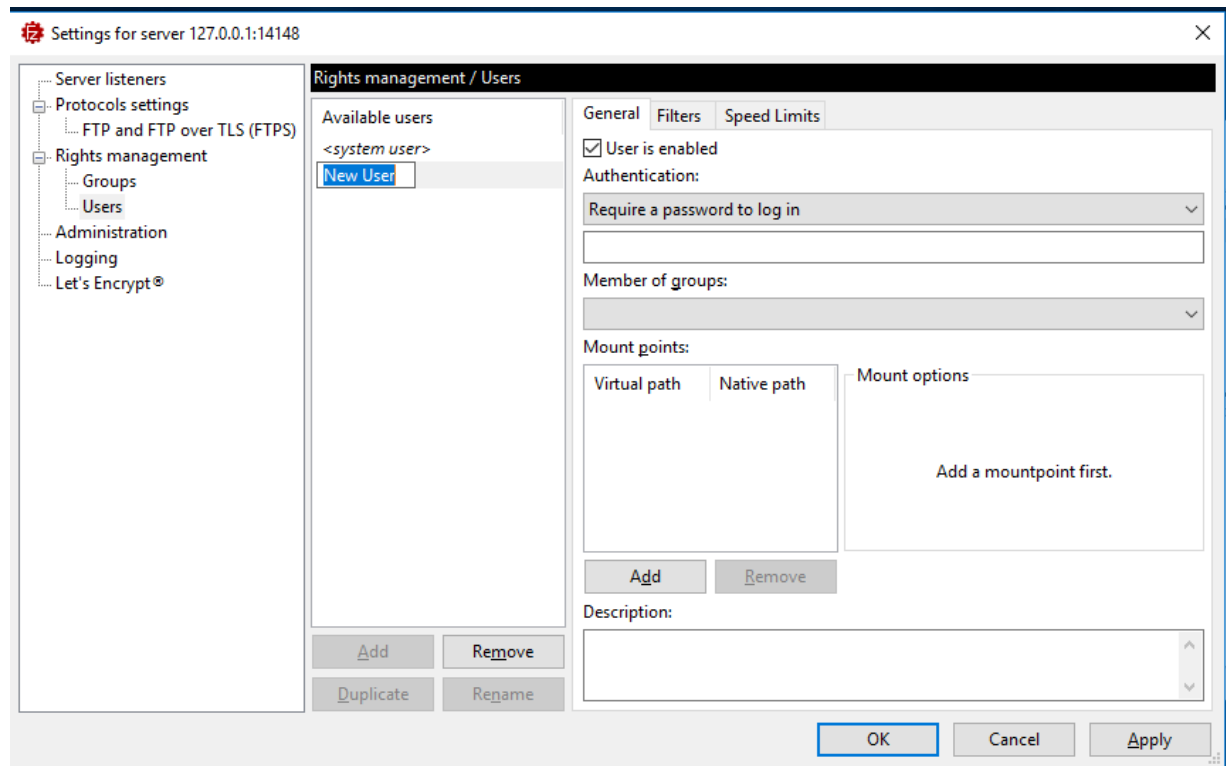 Settings for server 127.0.0.1:14148
Server listeners
Protocols settings
FTP and FTP over TLS (FTPS)
Rights management
Groups
Users
Administration
Logging
Let's Encrypt®
Rights management / Users
Available users
<system user>
New User
Add
Remove
Duplicate
Rename
General Filters Speed Limits
User is enabled
Authentication:
Require a password to log in
Member of groups:
Mount points:
Virtual path Native path
Mount options
Add a mountpoint first.
Add
Remove
Description:
OK Cancel Apply